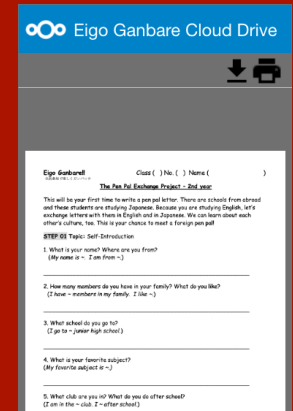 Eigo Ganbare Cloud Drive
Eigo Ganbare!! Class ( ) No. ( ) Name ( )
The Pen Pal Exchange Project – 2nd year
This will be your first time to write a pen pal letter. There are schools from abroad
and these students are studying Japanese. Because you are studying English, let's
exchange letters with them in English and in Japanese. We can learn about each
other's culture, too. This is your chance to meet a foreign pen pal!
STEP 01 Topic: Self-Introduction
1. What is your name? Where are you from?
(My name is ~. I am from ~.)
2. How many members do you have in your family? What do you like?
(I have ~ members in my family. I like ~.)
3. What school do you go to?
(I go to ~ junior high school.)
4. What is your favorite subject?
(My favorite subject is ~.)
5. What club are you in? What do you do after school?
(I am in the ~ club. I ~ after school.)